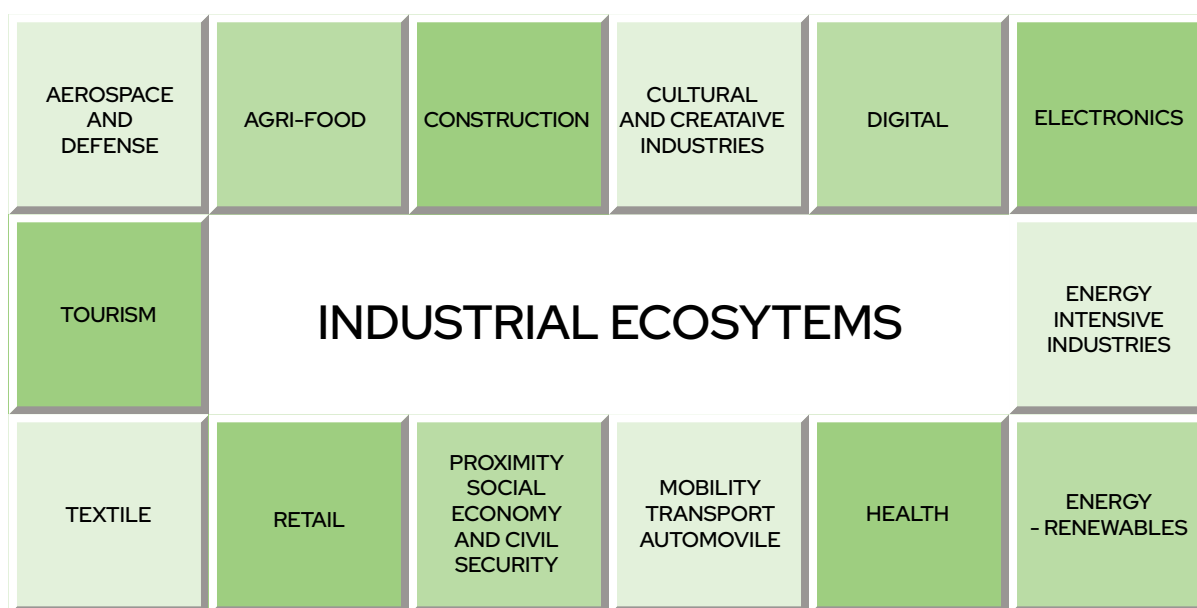 AEROSPACE
AND
DEFENSE
AGRI-FOOD
CONSTRUCTION
CULTURAL
AND CREATAIVE
INDUSTRIES
DIGITAL
ELECTRONICS
TOURISM
INDUSTRIAL ECOSYTEMS
ENERGY
INTENSIVE
INDUSTRIES
TEXTILE
RETAIL
PROXIMITY
SOCIAL
ECONOMY
AND CIVIL
SECURITY
MOBILITY
TRANSPORT
AUTOMOVILE
HEALTH
ENERGY
- RENEWABLES